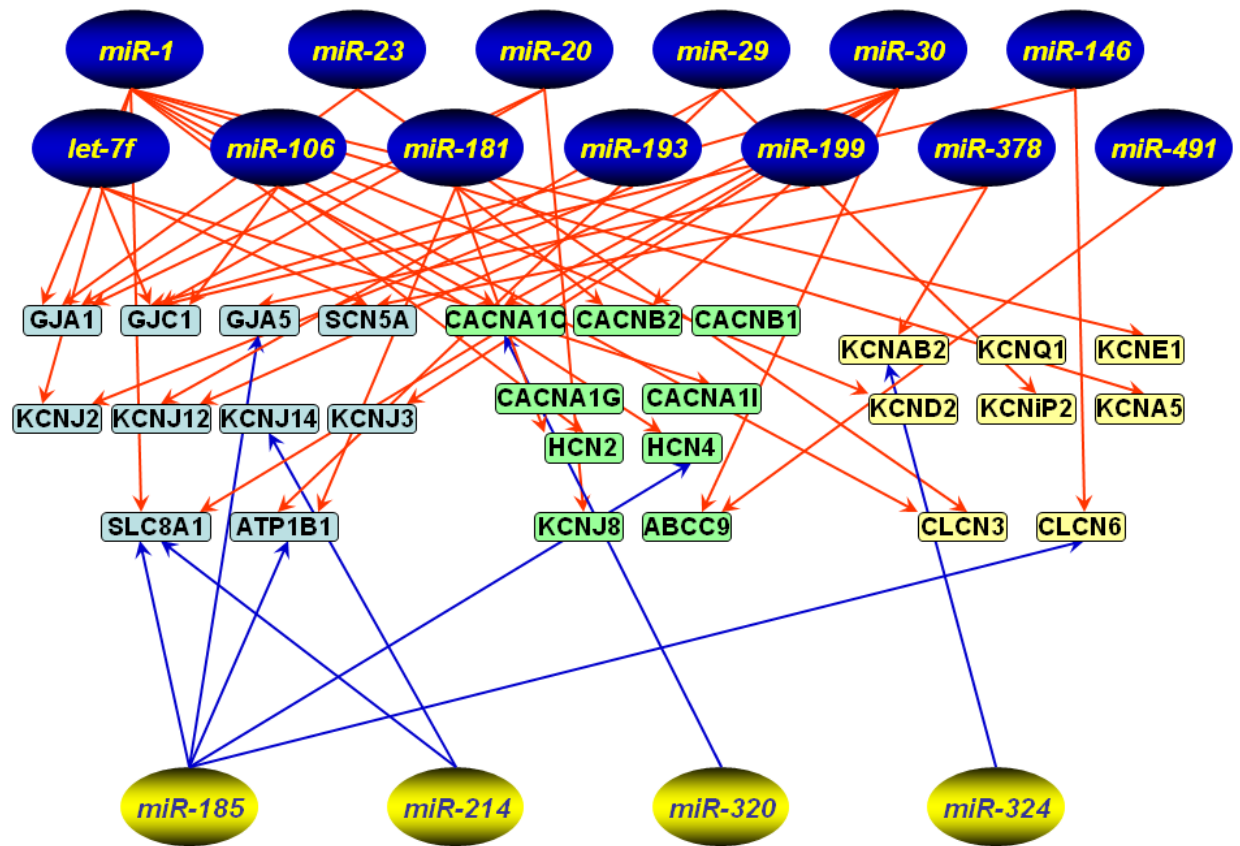 miR-1 miR-23 miR-20 miR-29 miR-30 miR-146
let-7f miR-106 miR-181 miR-193 miR-199 miR-378 miR-491
GJA1 GJC1 GJA5 SCN5A CACNA1C CACNB2 CACNB1
KCNAB2 KCNQ1 KCNE1
CACNA1G CACNA1I
KCND2 KCNiP2 KCNA5
KCNJ2 KCNJ12 KCNJ14 KCNJ3
HCN2 HCN4
SLC8A1 ATP1B1 KCNJ8 ABCC9 CLCN3 CLCN6
miR-185 miR-214 miR-320 miR-324